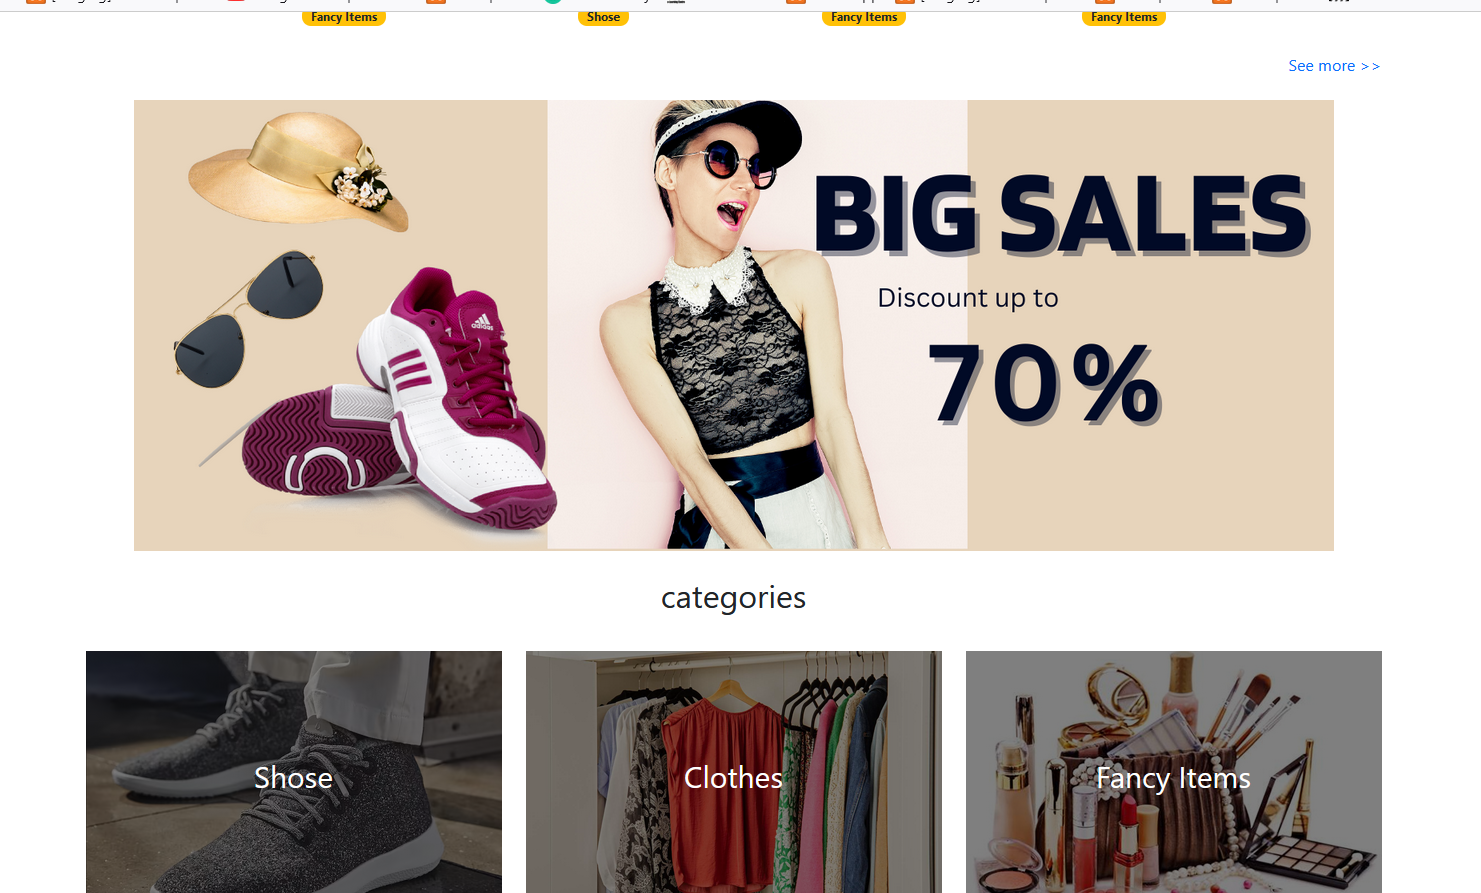 Fancy Items
Shose
Fancy Items
Fancy Items
See more >>
adidas
BIG SALES
Discount up to
70%
categories
Shose
Clothes
Fancy Items